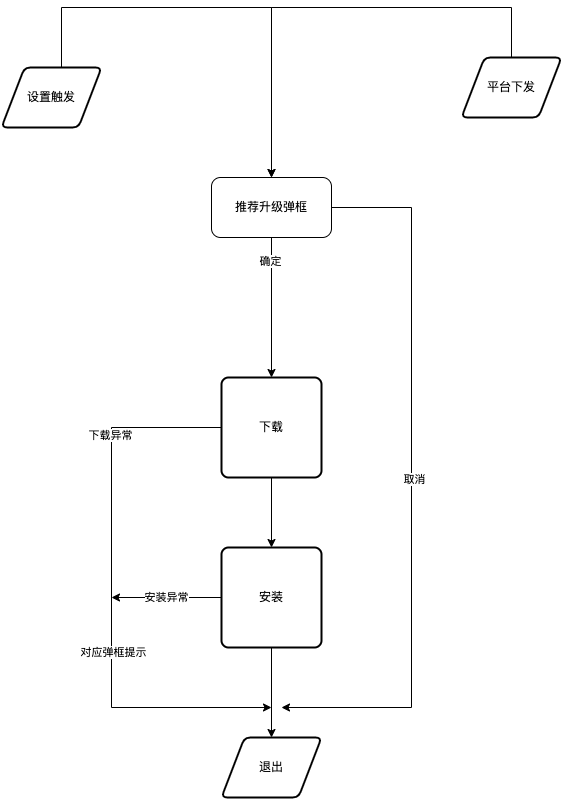 设置触发
平台下发
推荐升级弹框
确定
下载
下载异常
取消
安装异常
安装
对应弹框提示
退出